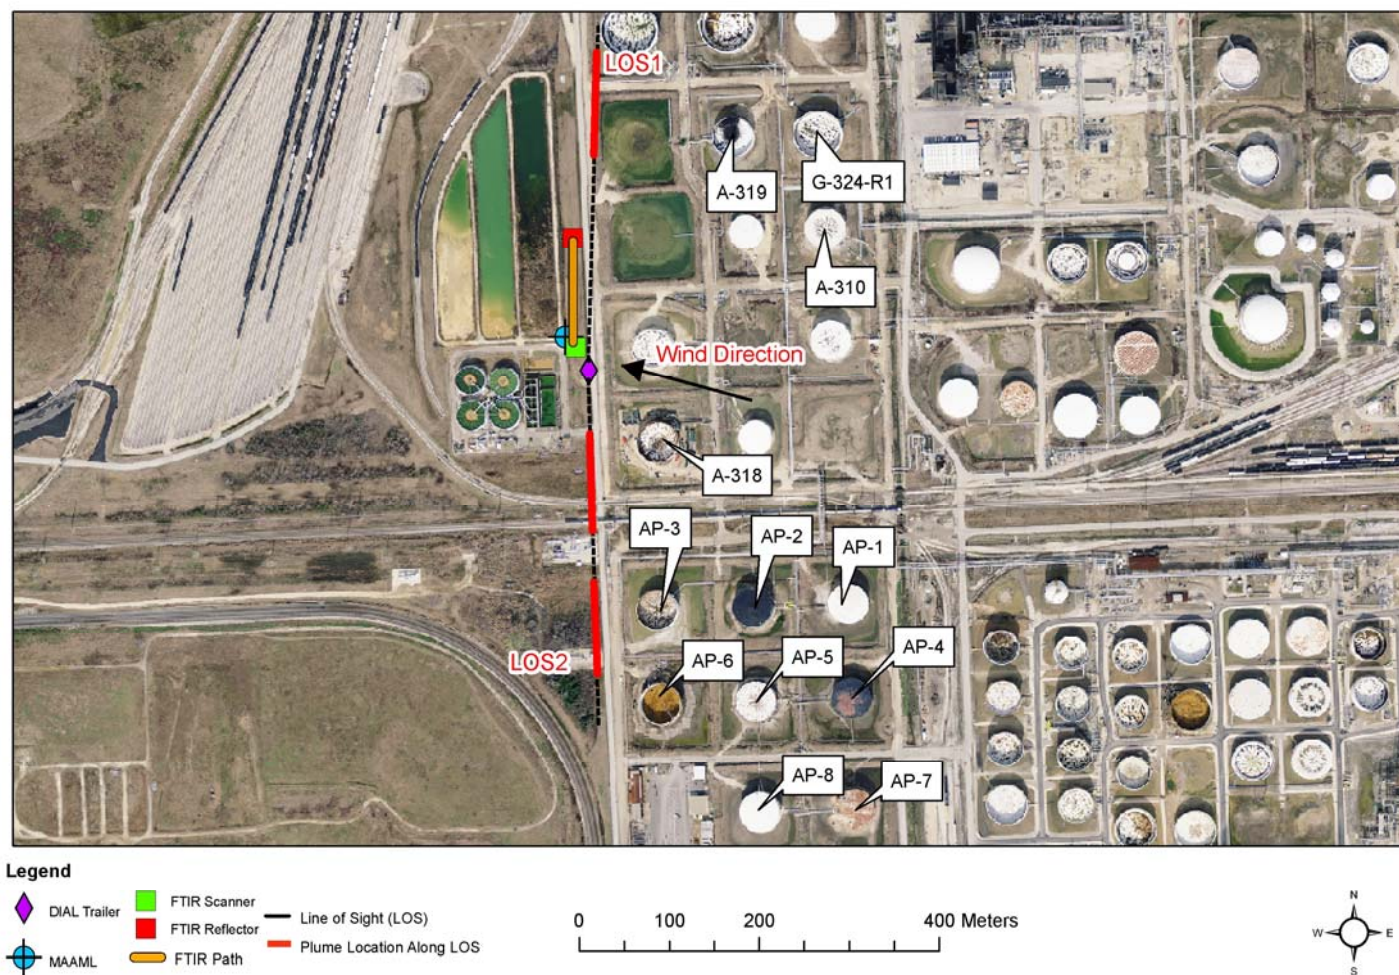 LOS1
A-319
G-324-R1
A-310
Wind Direction
A-318
AP-3
AP-2
AP-1
LOS2
AP-6
AP-5
AP-4
AP-8
AP-7
Legend
DIAL Trailer
MAAML
FTIR Scanner
FTIR Reflector
FTIR Path
Line of Sight (LOS)
Plume Location Along LOS
0 100 200 400 Meters
N
W E
S